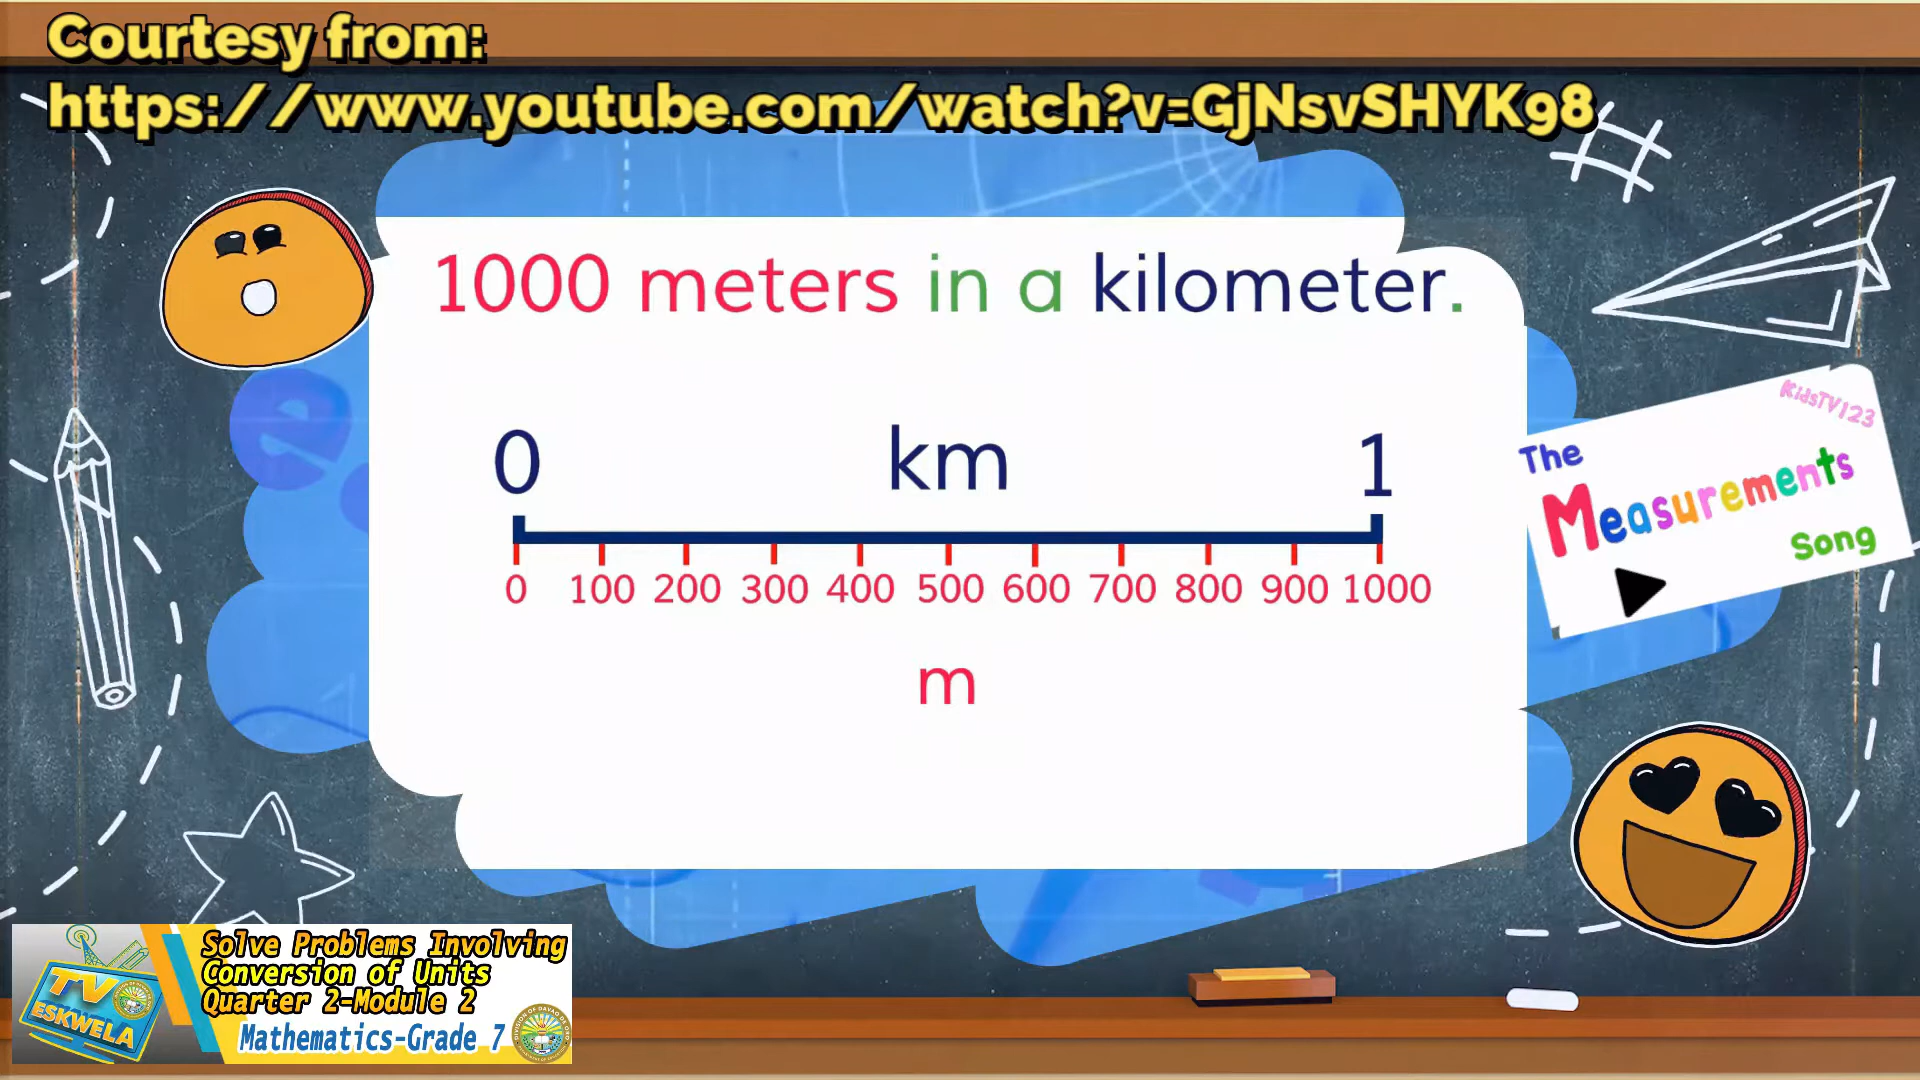 Courtesy from:
https://www.youtube.com/watch?v=GjNsvSHYK98
1000 meters in a kilometer.
0 km 1
0 100 200 300 400 500 600 700 800 900 1000
m
KidsTV123
The
Measurements
Song
TV
ESKWELA
Solve Problems Involving
Conversion of Units
Quarter 2-Module 2
Mathematics-Grade 7